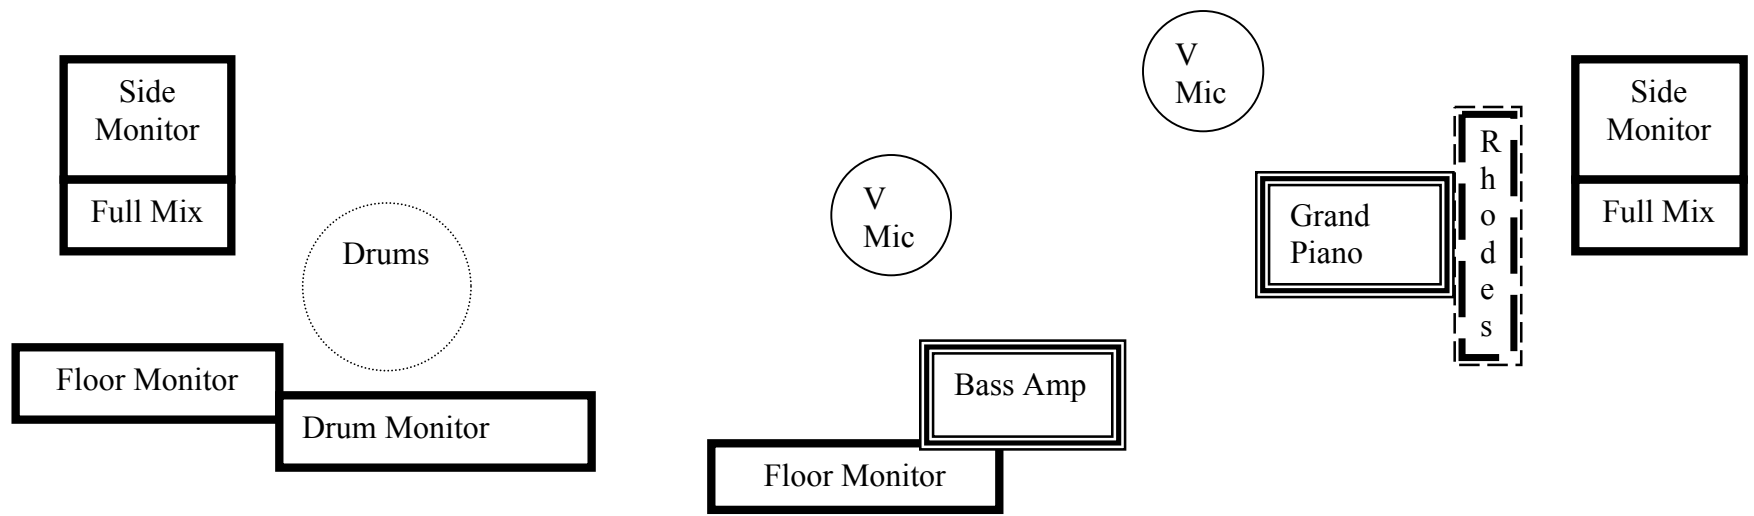 Side
Monitor
Full Mix
Drums
Floor Monitor
Drum Monitor
V
Mic
V
Mic
Bass Amp
Floor Monitor
Grand
Piano
R
h
o
d
e
s
Side
Monitor
Full Mix